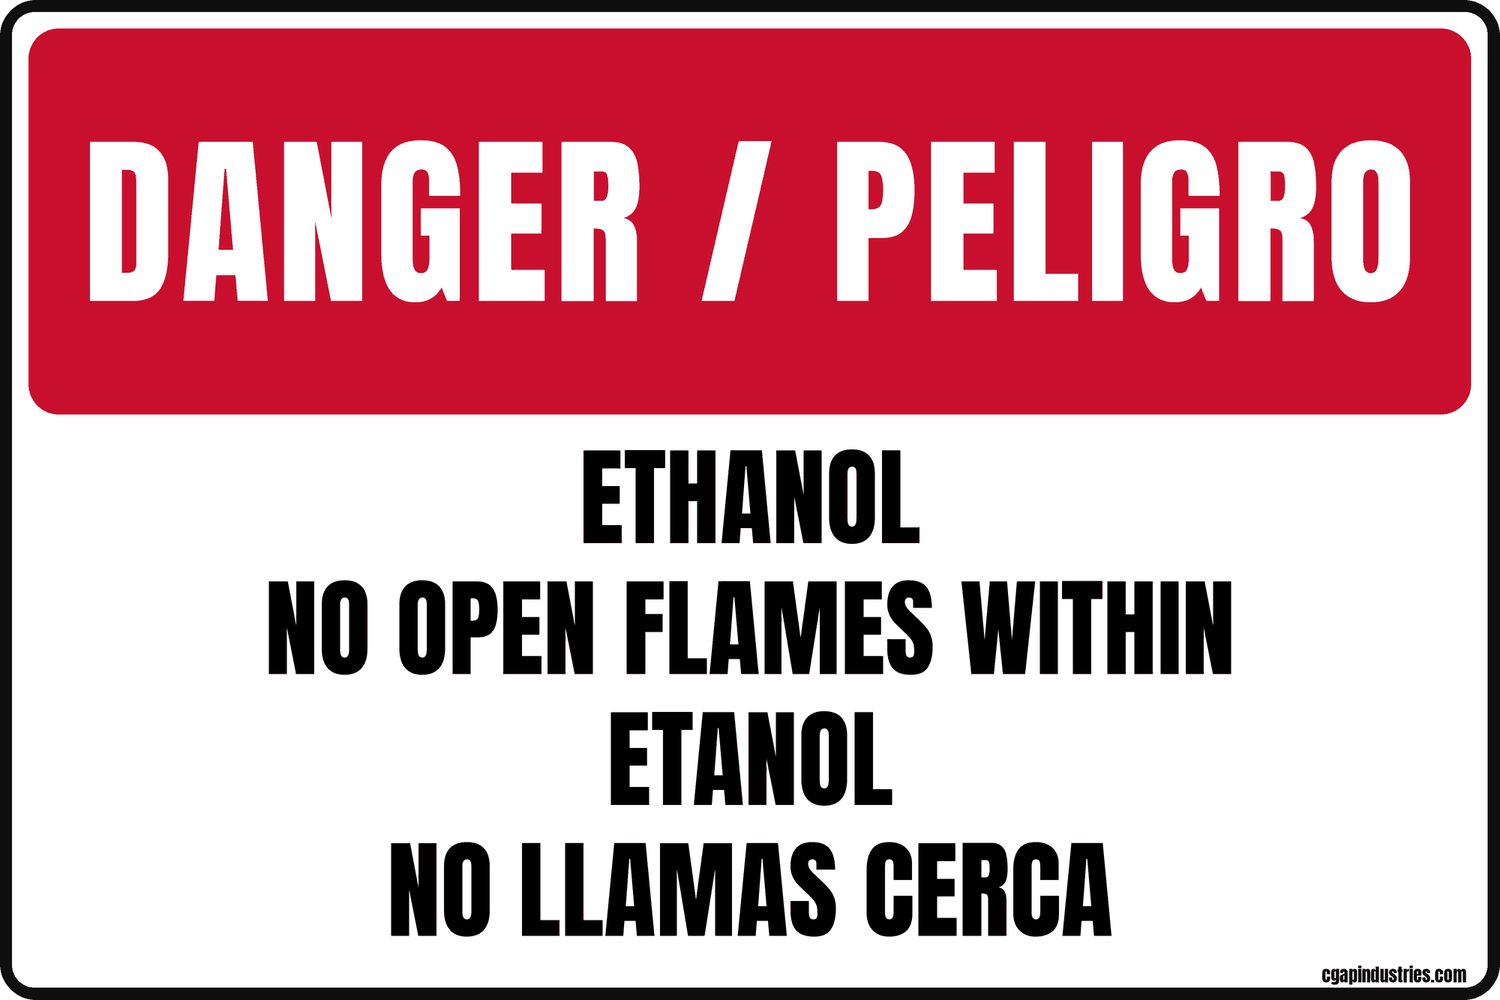 DANGER / PELIGRO
ETHANOL
NO OPEN FLAMES WITHIN
ETANOL
NO LLAMAS CERCA
cgapindustries.com